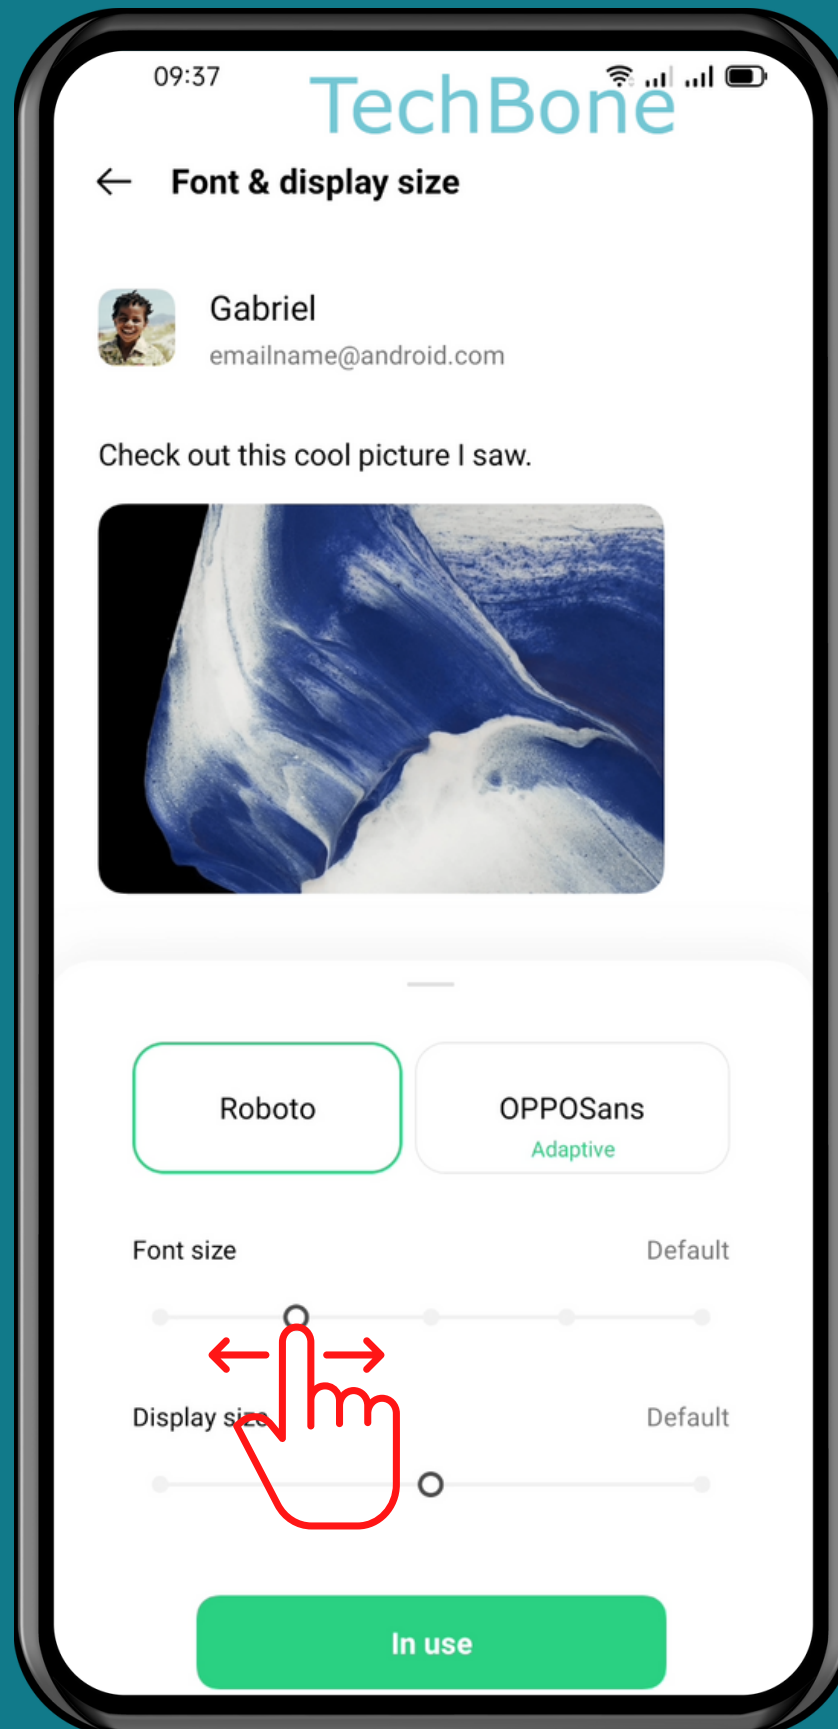 09:37
TechBone
Font & display size
Gabriel
emailname@android.com
Check out this cool picture I saw.
Roboto
OPPOSans
Adaptive
Font size
Default
Display size
Default
In use